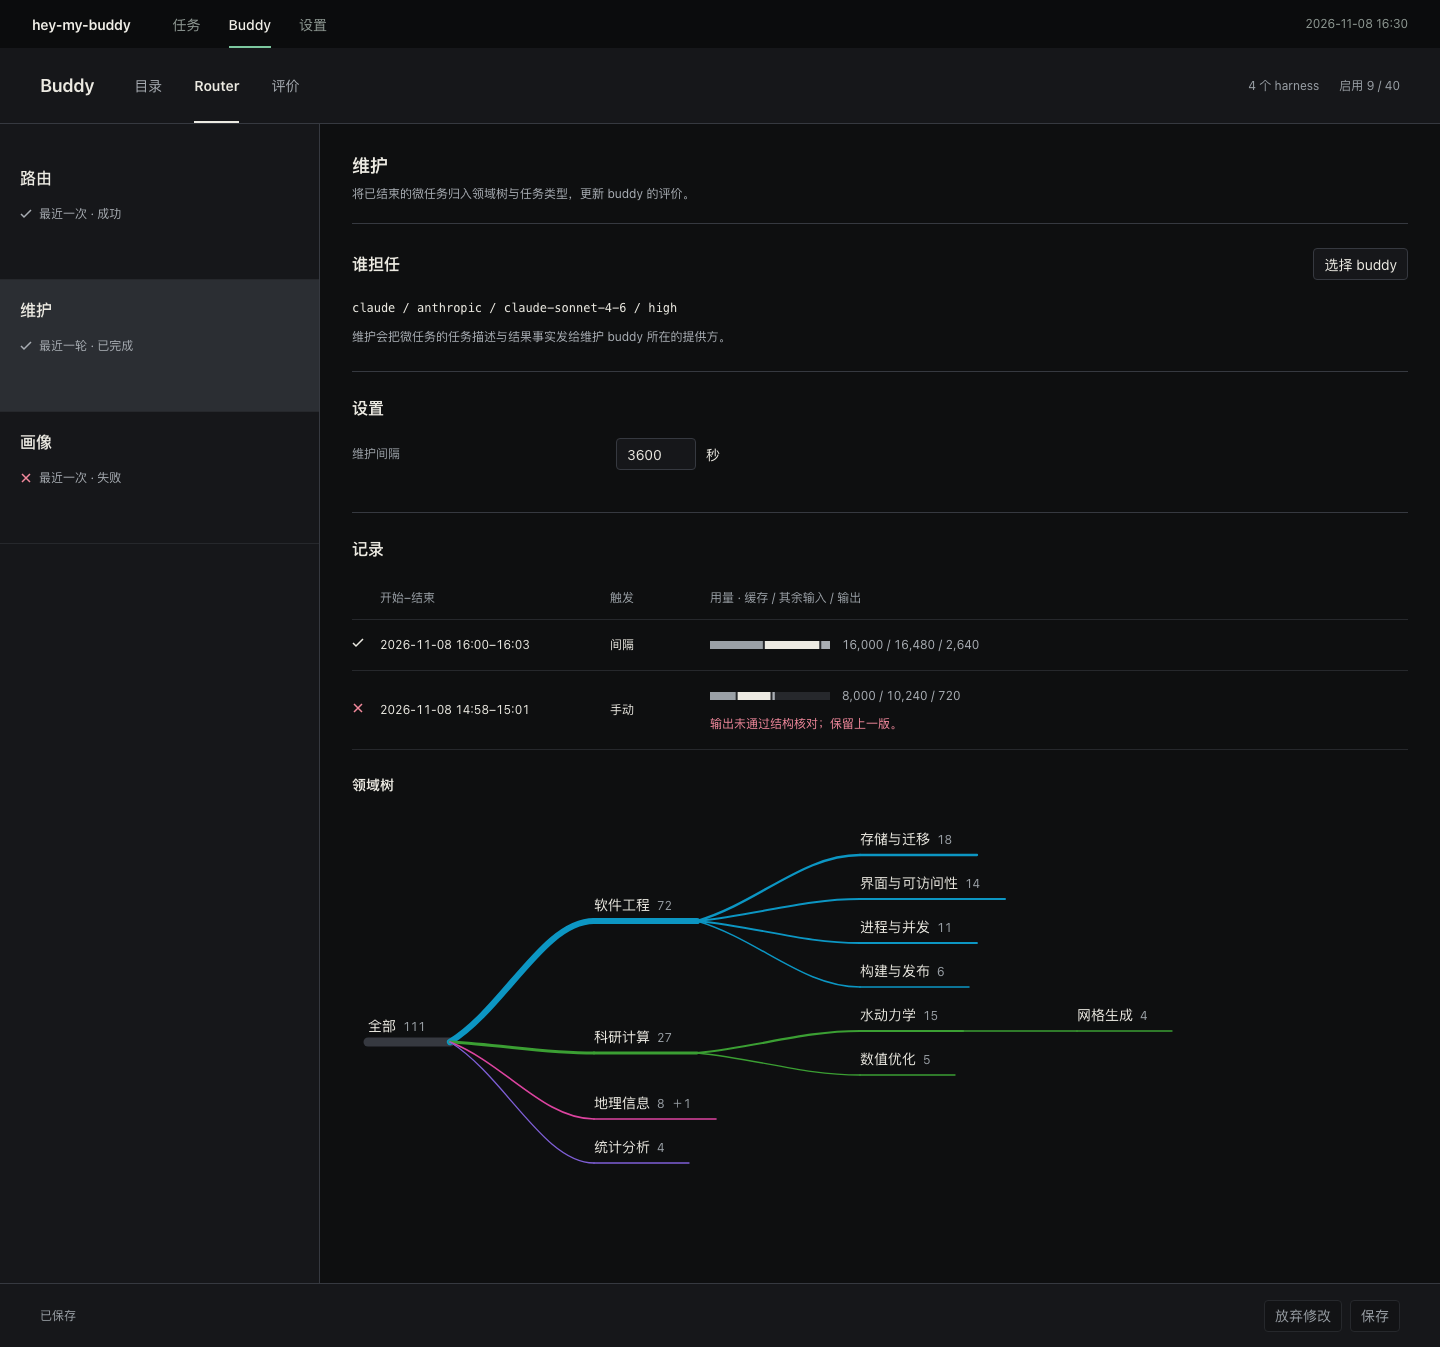 hey-my-buddy 任务 Buddy 设置 2026-11-08 16:30
Buddy 目录 Router 评价 4 个 harness 启用 9 / 40
路由
最近一次 · 成功
维护
最近一轮 · 已完成
画像
最近一次 · 失败
维护
将已结束的微任务归入领域树与任务类型，更新 buddy 的评价。
谁担任 选择 buddy
claude / anthropic / claude-sonnet-4-6 / high
维护会把微任务的任务描述与结果事实发给维护 buddy 所在的提供方。
设置
维护间隔 3600 秒
记录
开始–结束 触发 用量 · 缓存 / 其余输入 / 输出
2026-11-08 16:00–16:03 间隔 16,000 / 16,480 / 2,640
2026-11-08 14:58–15:01 手动 8,000 / 10,240 / 720
输出未通过结构核对；保留上一版。
领域树
存储与迁移 18
界面与可访问性 14
软件工程 72
进程与并发 11
构建与发布 6
水动力学 15 网格生成 4
全部 111
科研计算 27
数值优化 5
地理信息 8 +1
统计分析 4
已保存 放弃修改 保存